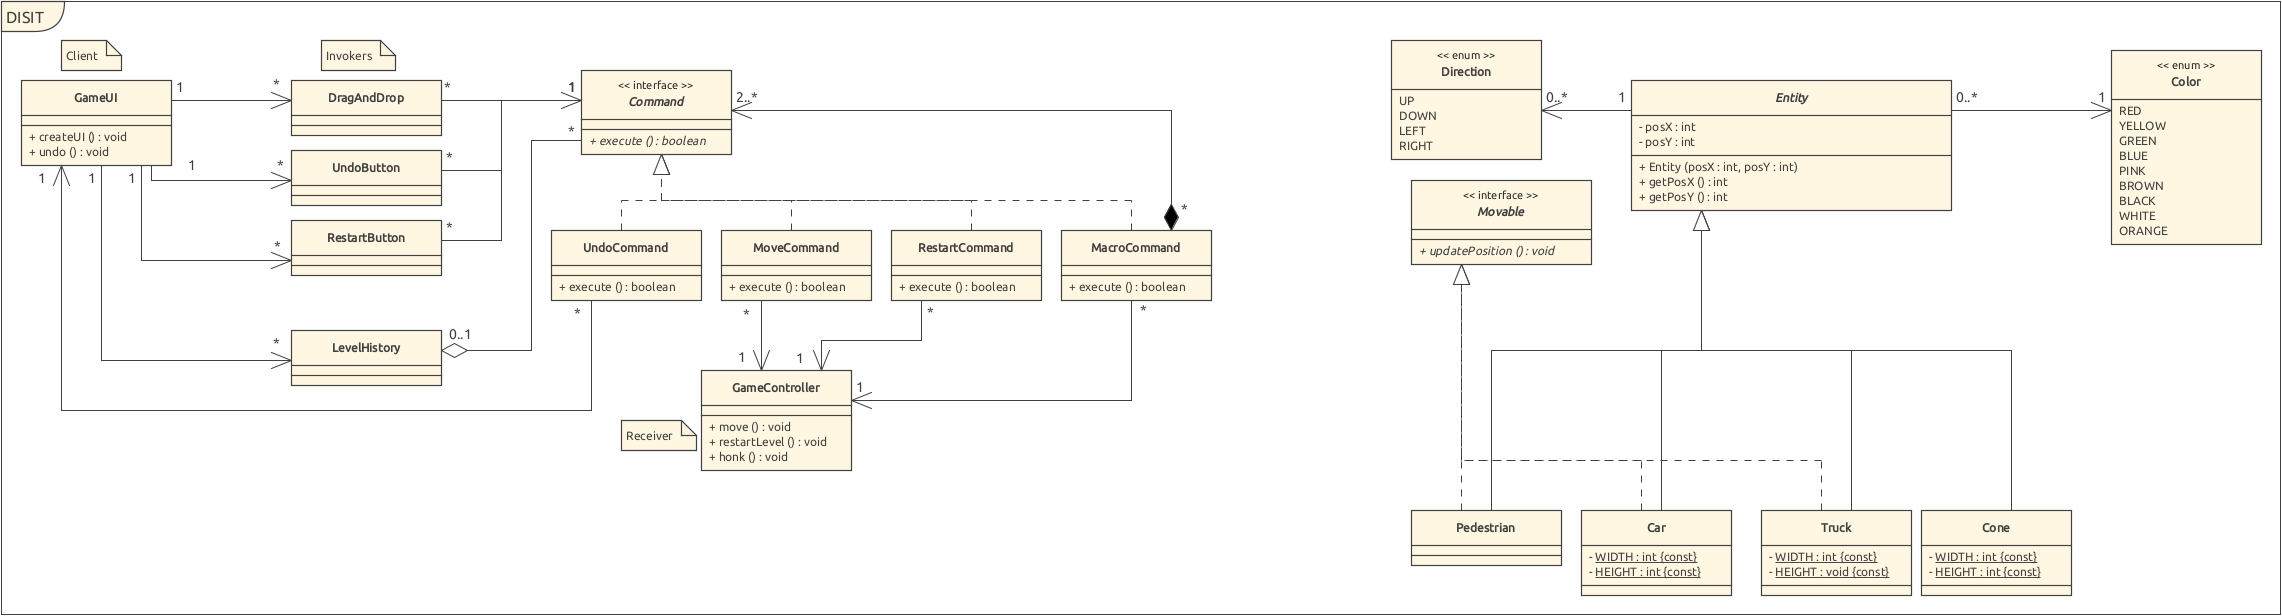 DISIT
Client
GameUI
+ createUI () : void
+ undo () : void
1
*
1
*
1
1
1
*
*
Invokers
DragAndDrop
*
UndoButton
*
RestartButton
*
LevelHistory
0..1
1
*
<< interface >>
Command
+ execute () : boolean
2..*
*
UndoCommand
+ execute () : boolean
*
MoveCommand
+ execute () : boolean
*
RestartCommand
+ execute () : boolean
*
MacroCommand
+ execute () : boolean
*
1
1
1
GameController
+ move () : void
+ restartLevel () : void
+ honk () : void
Receiver
<< enum >>
Direction
UP
DOWN
LEFT
RIGHT
0..*
1
Entity
- posX : int
- posY : int
+ Entity (posX : int, posY : int)
+ getPosX () : int
+ getPosY () : int
0..*
1
<< enum >>
Color
RED
YELLOW
GREEN
BLUE
PINK
BROWN
BLACK
WHITE
ORANGE
<< interface >>
Movable
+ updatePosition () : void
Pedestrian
Car
- WIDTH : int {const}
- HEIGHT : int {const}
Truck
- WIDTH : int {const}
- HEIGHT : void {const}
Cone
- WIDTH : int {const}
- HEIGHT : int {const}